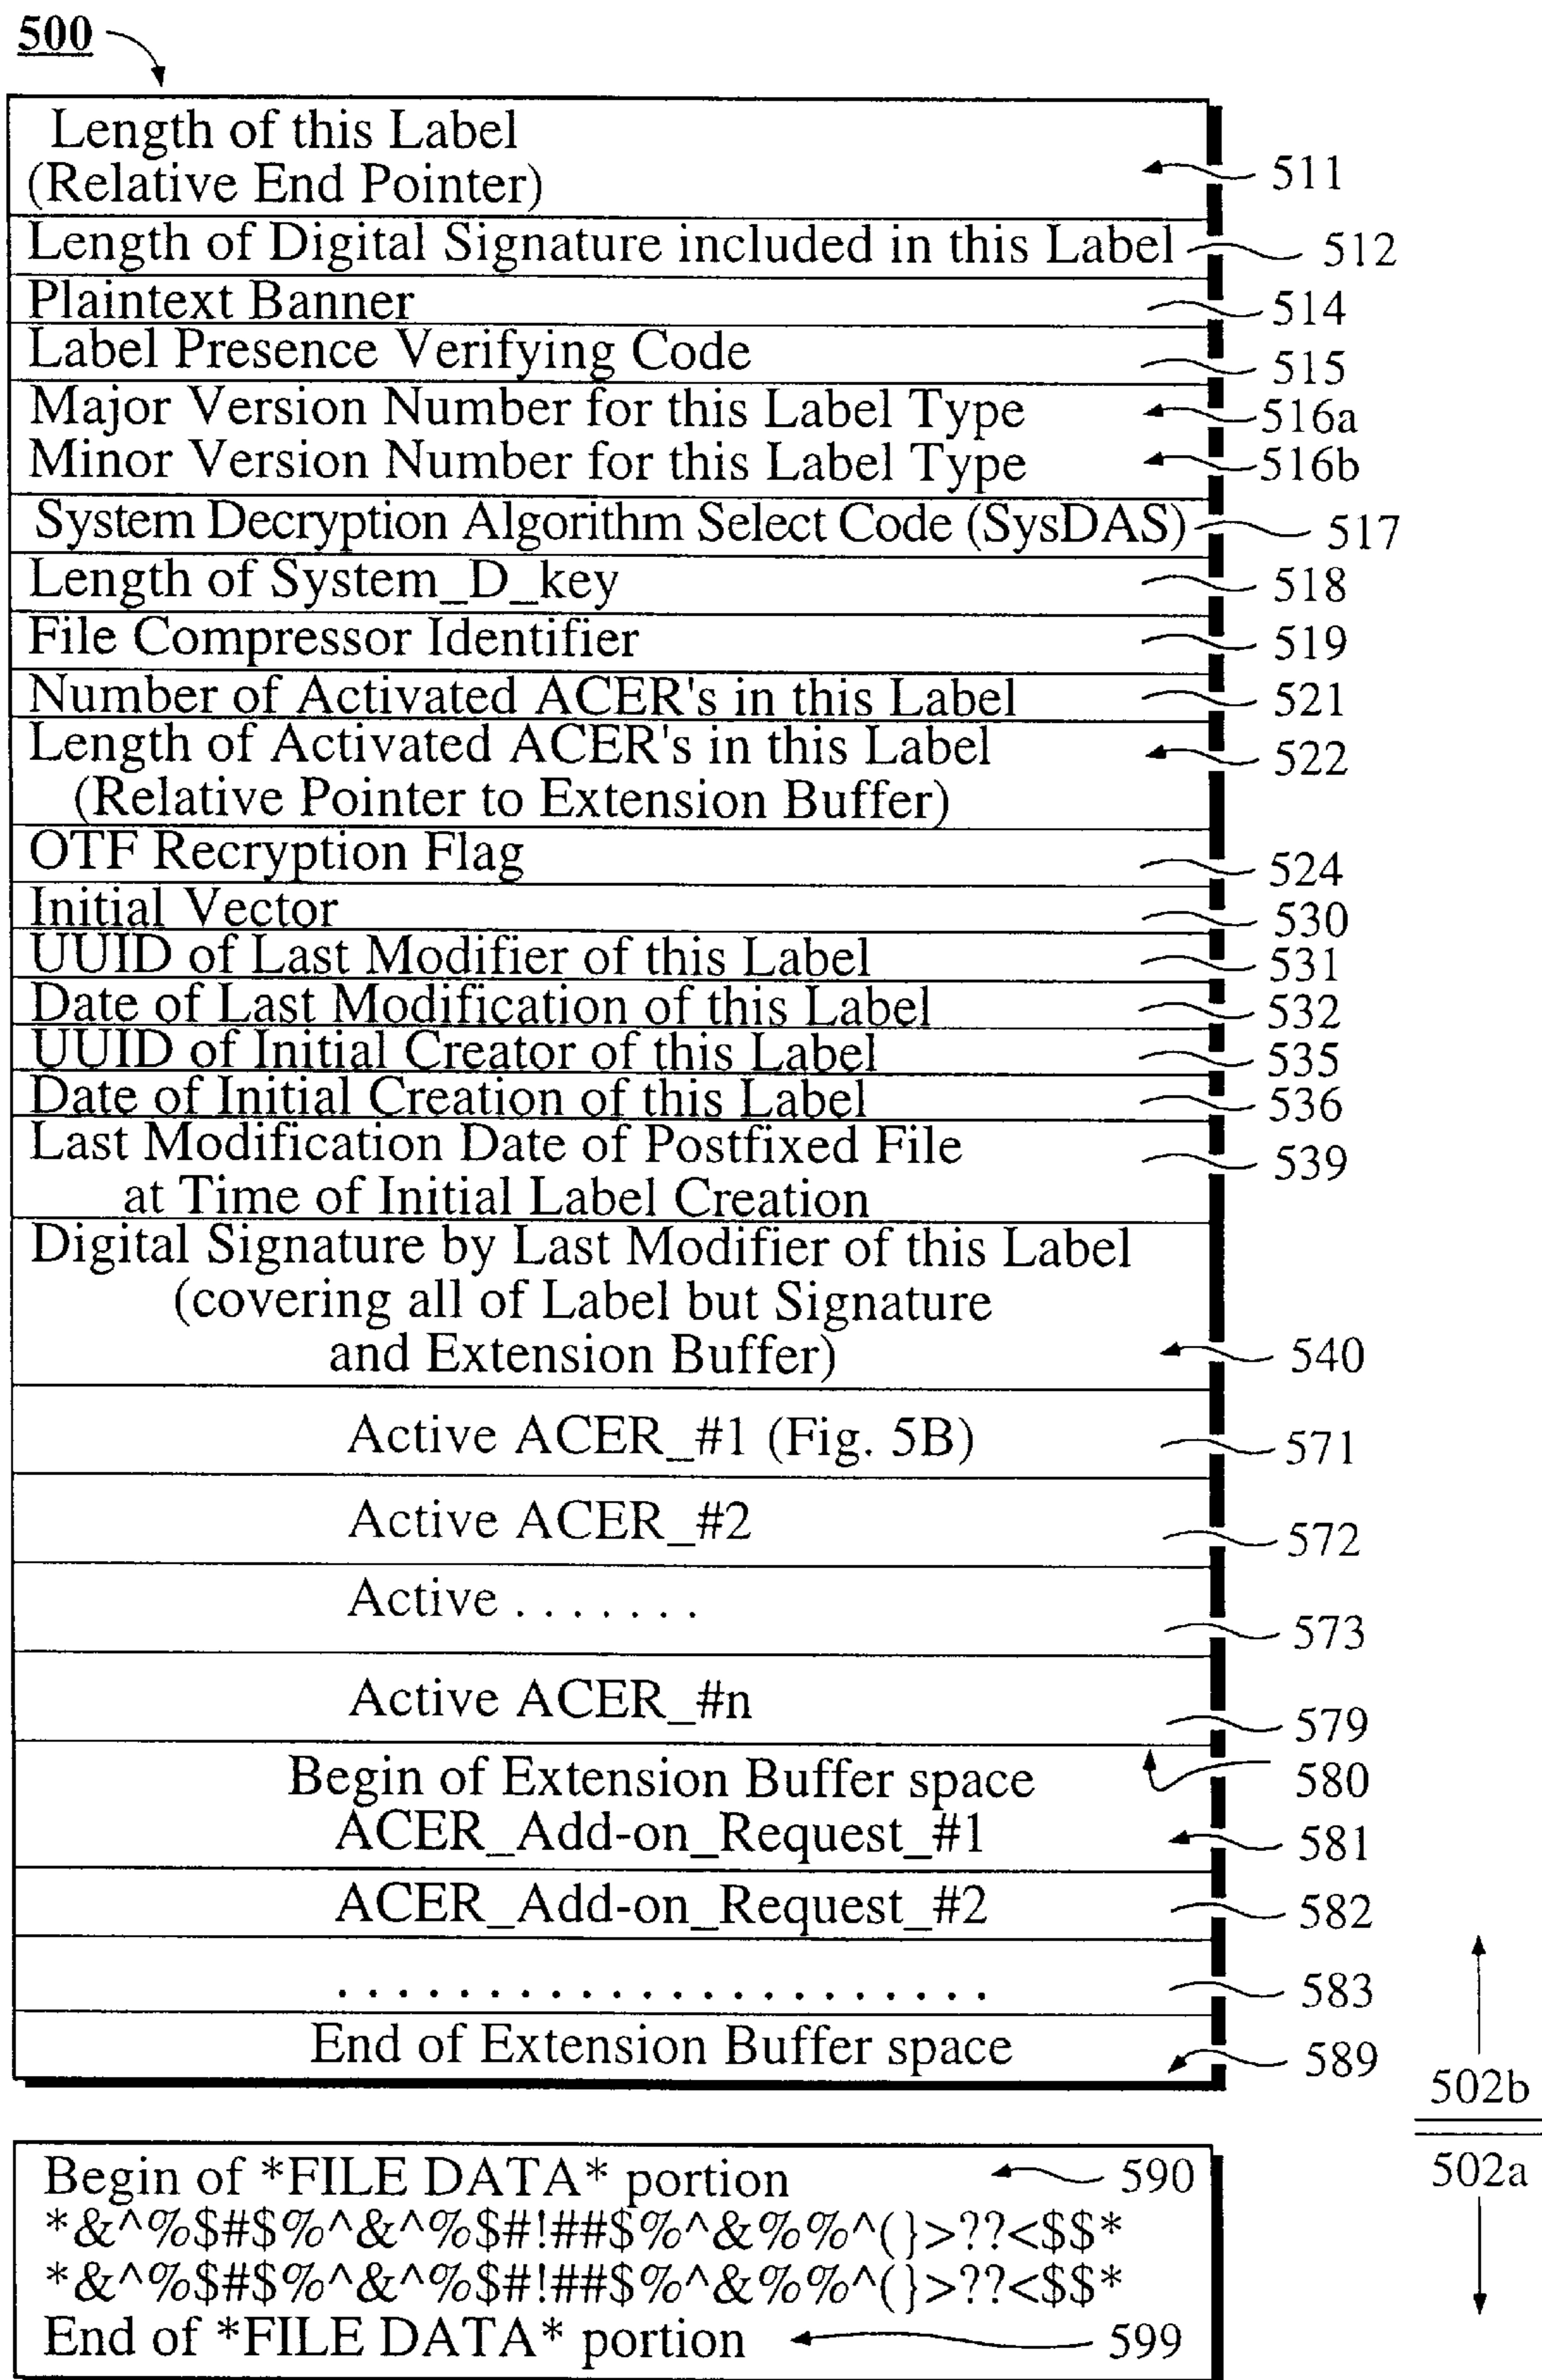 500
Length of this Label
(Relative End Pointer) 511
Length of Digital Signature included in this Label 512
Plaintext Banner 514
Label Presence Verifying Code 515
Major Version Number for this Label Type 516a
Minor Version Number for this Label Type 516b
System Decryption Algorithm Select Code (SysDAS) 517
Length of System_D_key 518
File Compressor Identifier 519
Number of Activated ACER's in this Label 521
Length of Activated ACER's in this Label 522
(Relative Pointer to Extension Buffer)
OTF Recryption Flag 524
Initial Vector 530
UUID of Last Modifier of this Label 531
Date of Last Modification of this Label 532
UUID of Initial Creator of this Label 535
Date of Initial Creation of this Label 536
Last Modification Date of Postfixed File 539
at Time of Initial Label Creation
Digital Signature by Last Modifier of this Label
(covering all of Label but Signature
and Extension Buffer) 540
Active ACER_#1 (Fig. 5B) 571
Active ACER_#2 572
Active . . . . . . . 573
Active ACER_#n 579
Begin of Extension Buffer space 580
ACER_Add-on_Request_#1 581
ACER_Add-on_Request_#2 582
. . . . . . . . . . . . . . . . . . . . . . 583
End of Extension Buffer space 589
502b
502a
Begin of *FILE DATA* portion 590
*&^%$#$%^&^%$#!##$%^&%%^(}>??<$$*
*&^%$#$%^&^%$#!##$%^&%%^(}>??<$$*
End of *FILE DATA* portion 599